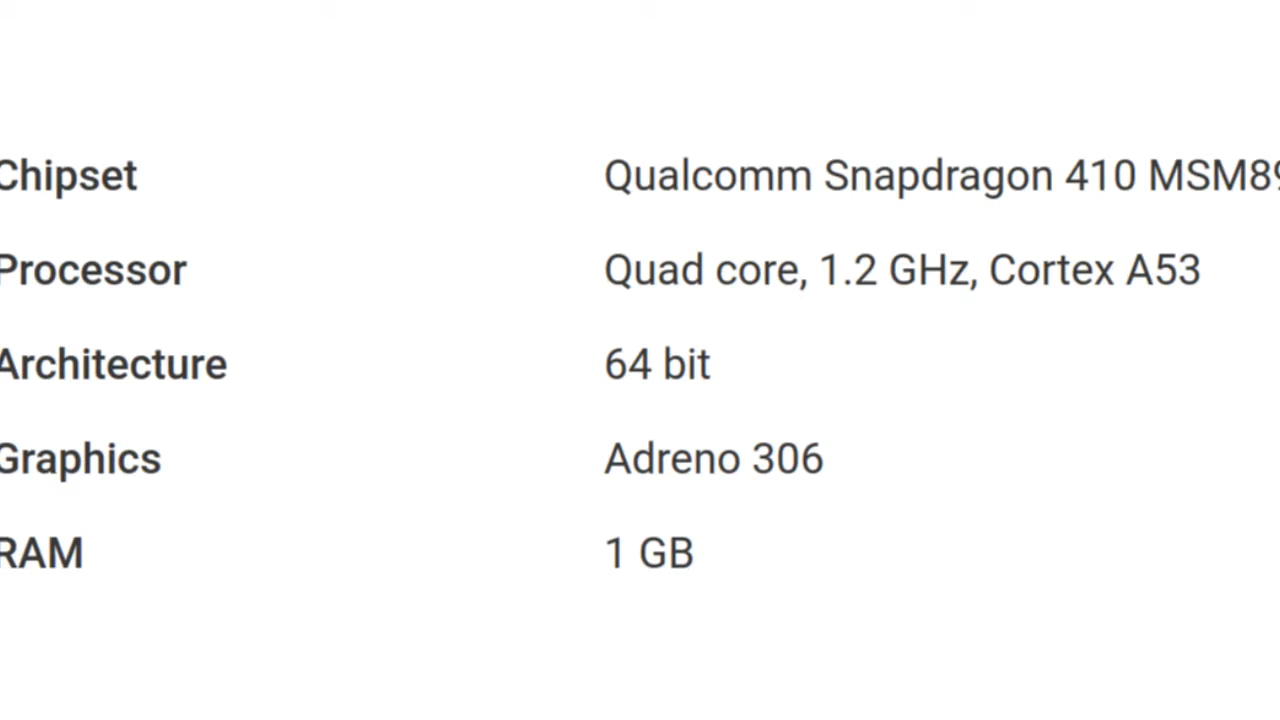 Chipset Qualcomm Snapdragon 410 MSM89
Processor Quad core, 1.2 GHz, Cortex A53
Architecture 64 bit
Graphics Adreno 306
RAM 1 GB